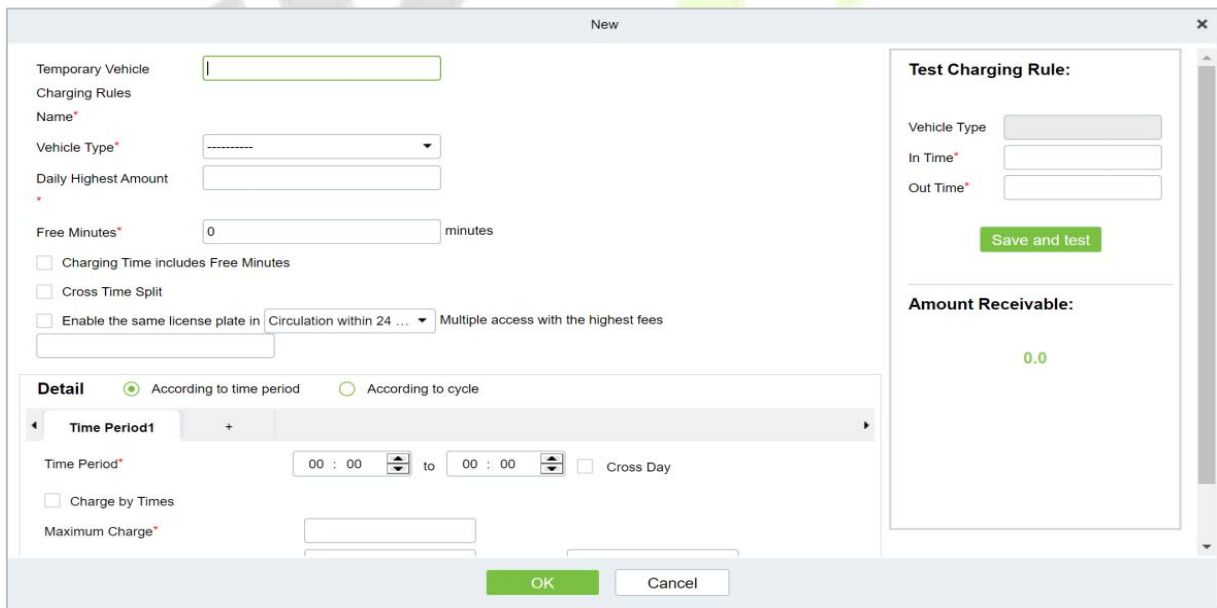 New
Temporary Vehicle
Charging Rules
Name*
Vehicle Type* ----------
Daily Highest Amount
*
Free Minutes* 0 minutes
Charging Time includes Free Minutes
Cross Time Split
Enable the same license plate in Circulation within 24 ... Multiple access with the highest fees
Detail According to time period According to cycle
Time Period1 +
Time Period* 00 : 00 to 00 : 00 Cross Day
Charge by Times
Maximum Charge*
Test Charging Rule:
Vehicle Type
In Time*
Out Time*
Save and test
Amount Receivable:
0.0
OK Cancel